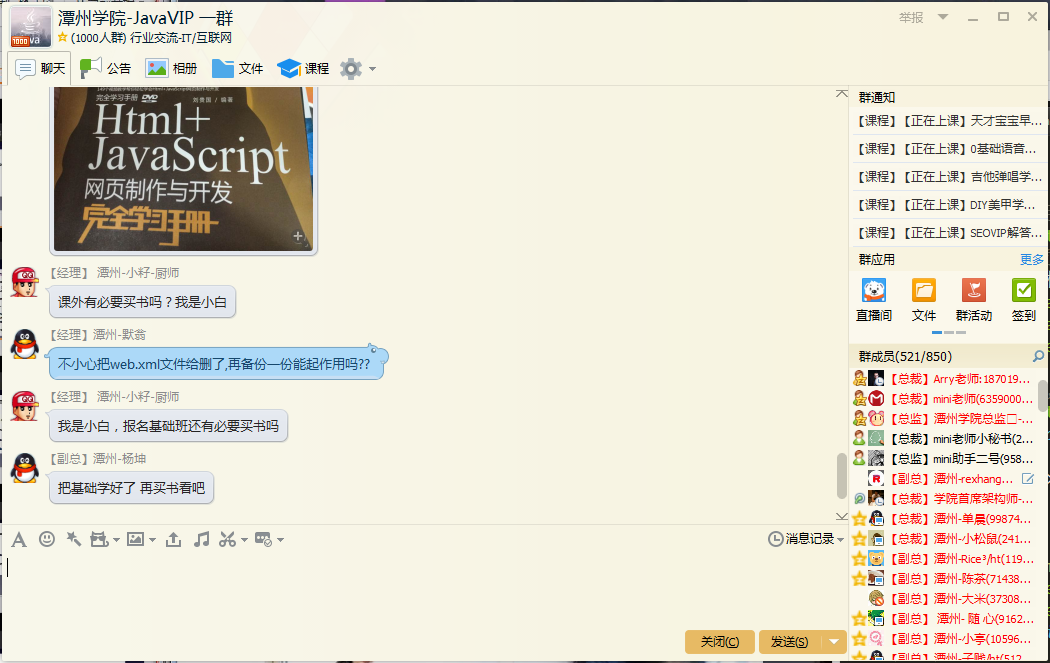 潭州学院-JavaVIP 一群
举报
1000
(1000人群) 行业交流-IT/互联网
聊天
公告
相册
文件
课程
完全学习手册 DVD
刘贵国 / 编著
Html+
JavaScript
网页制作与开发
完全学习手册
【经理】 潭州-小籽-厨师
课外有必要买书吗？我是小白
【经理】潭州-默翁
不小心把web.xml文件给删了,再备份一份能起作用吗??
【经理】 潭州-小籽-厨师
我是小白，报名基础班还有必要买书吗
【副总】潭州-杨坤
把基础学好了 再买书看吧
消息记录
关闭(C)
发送(S)
群通知
【课程】【正在上课】天才宝宝早...
【课程】【正在上课】0基础语音...
【课程】【正在上课】吉他弹唱学...
【课程】【正在上课】DIY美甲学...
【课程】【正在上课】SEOVIP解答...
群应用
更多
直播间
文件
群活动
签到
群成员(521/850)
【总裁】Arry老师:187019...
【总裁】mini老师(6359000...
【总监】潭州学院总监□-...
【总裁】mini老师小秘书(2...
【总监】mini助手二号(958...
【副总】潭州-rexhang...
【总裁】学院首席架构师-...
【总裁】潭州-单晨(99874...
【总裁】潭州-小松鼠(241...
【副总】潭州-Rice³/ht(119...
【副总】潭州-陈茶(71438...
【副总】潭州-大米(37308...
【副总】 潭州- 随 心(9162...
【副总】潭州-小亭(10596...